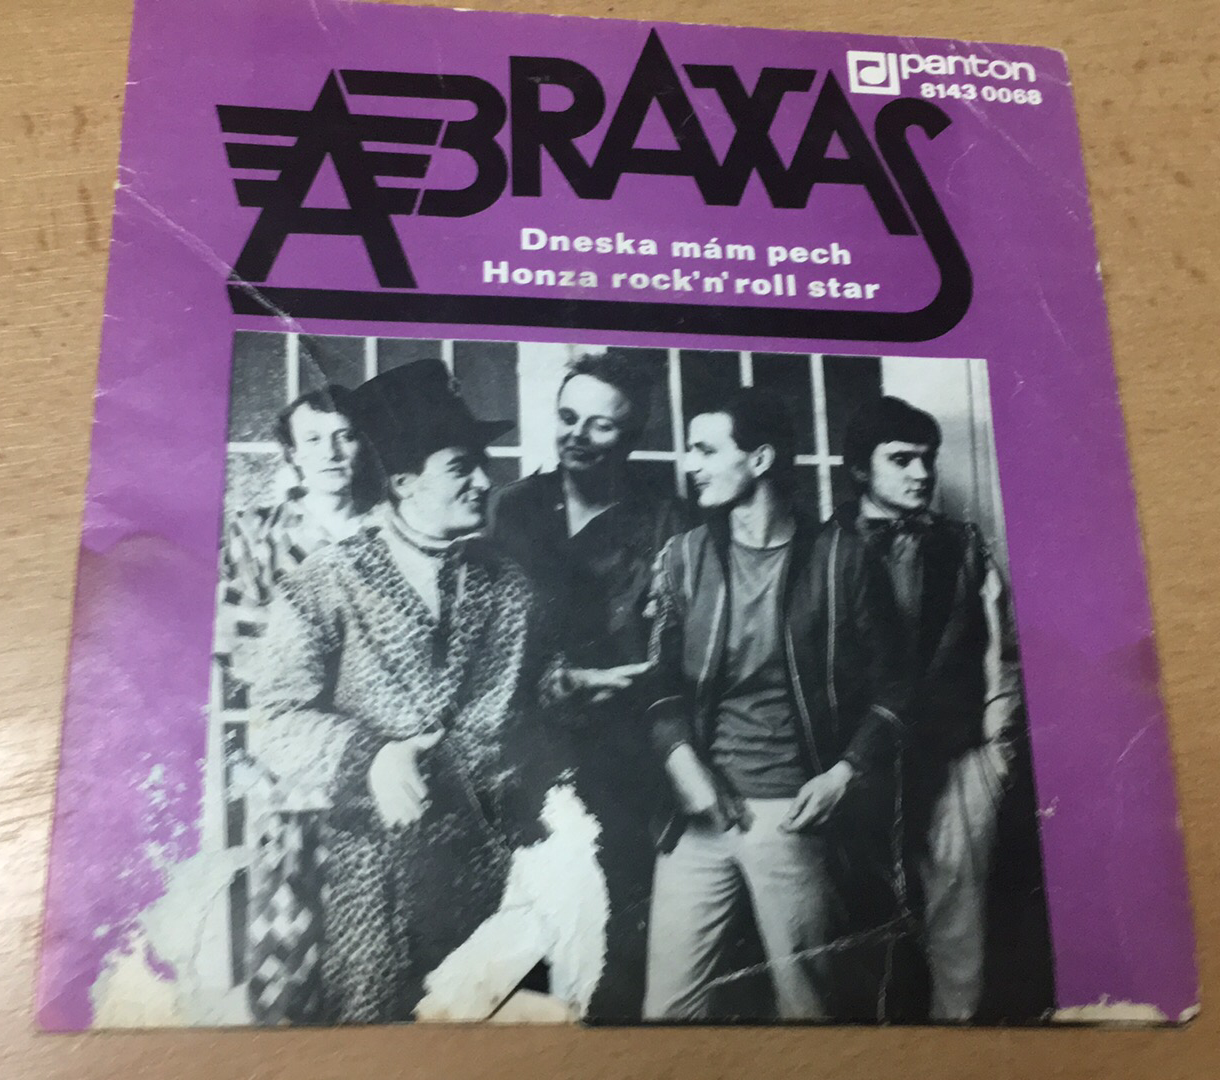 panton
8143 0068
ABRAXAS
Dneska mám pech
Honza rock'n'roll star